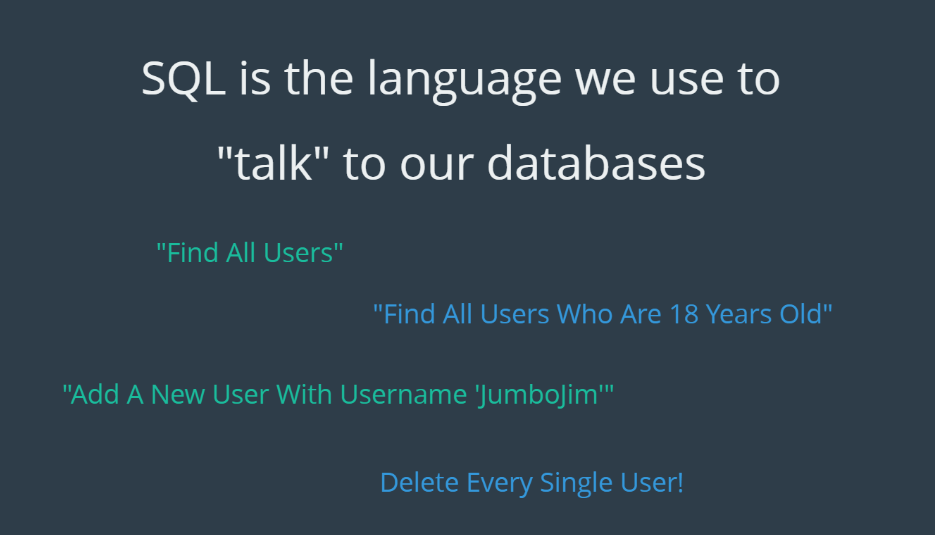 SQL is the language we use to
"talk" to our databases
"Find All Users"
"Find All Users Who Are 18 Years Old"
"Add A New User With Username 'JumboJim'"
Delete Every Single User!